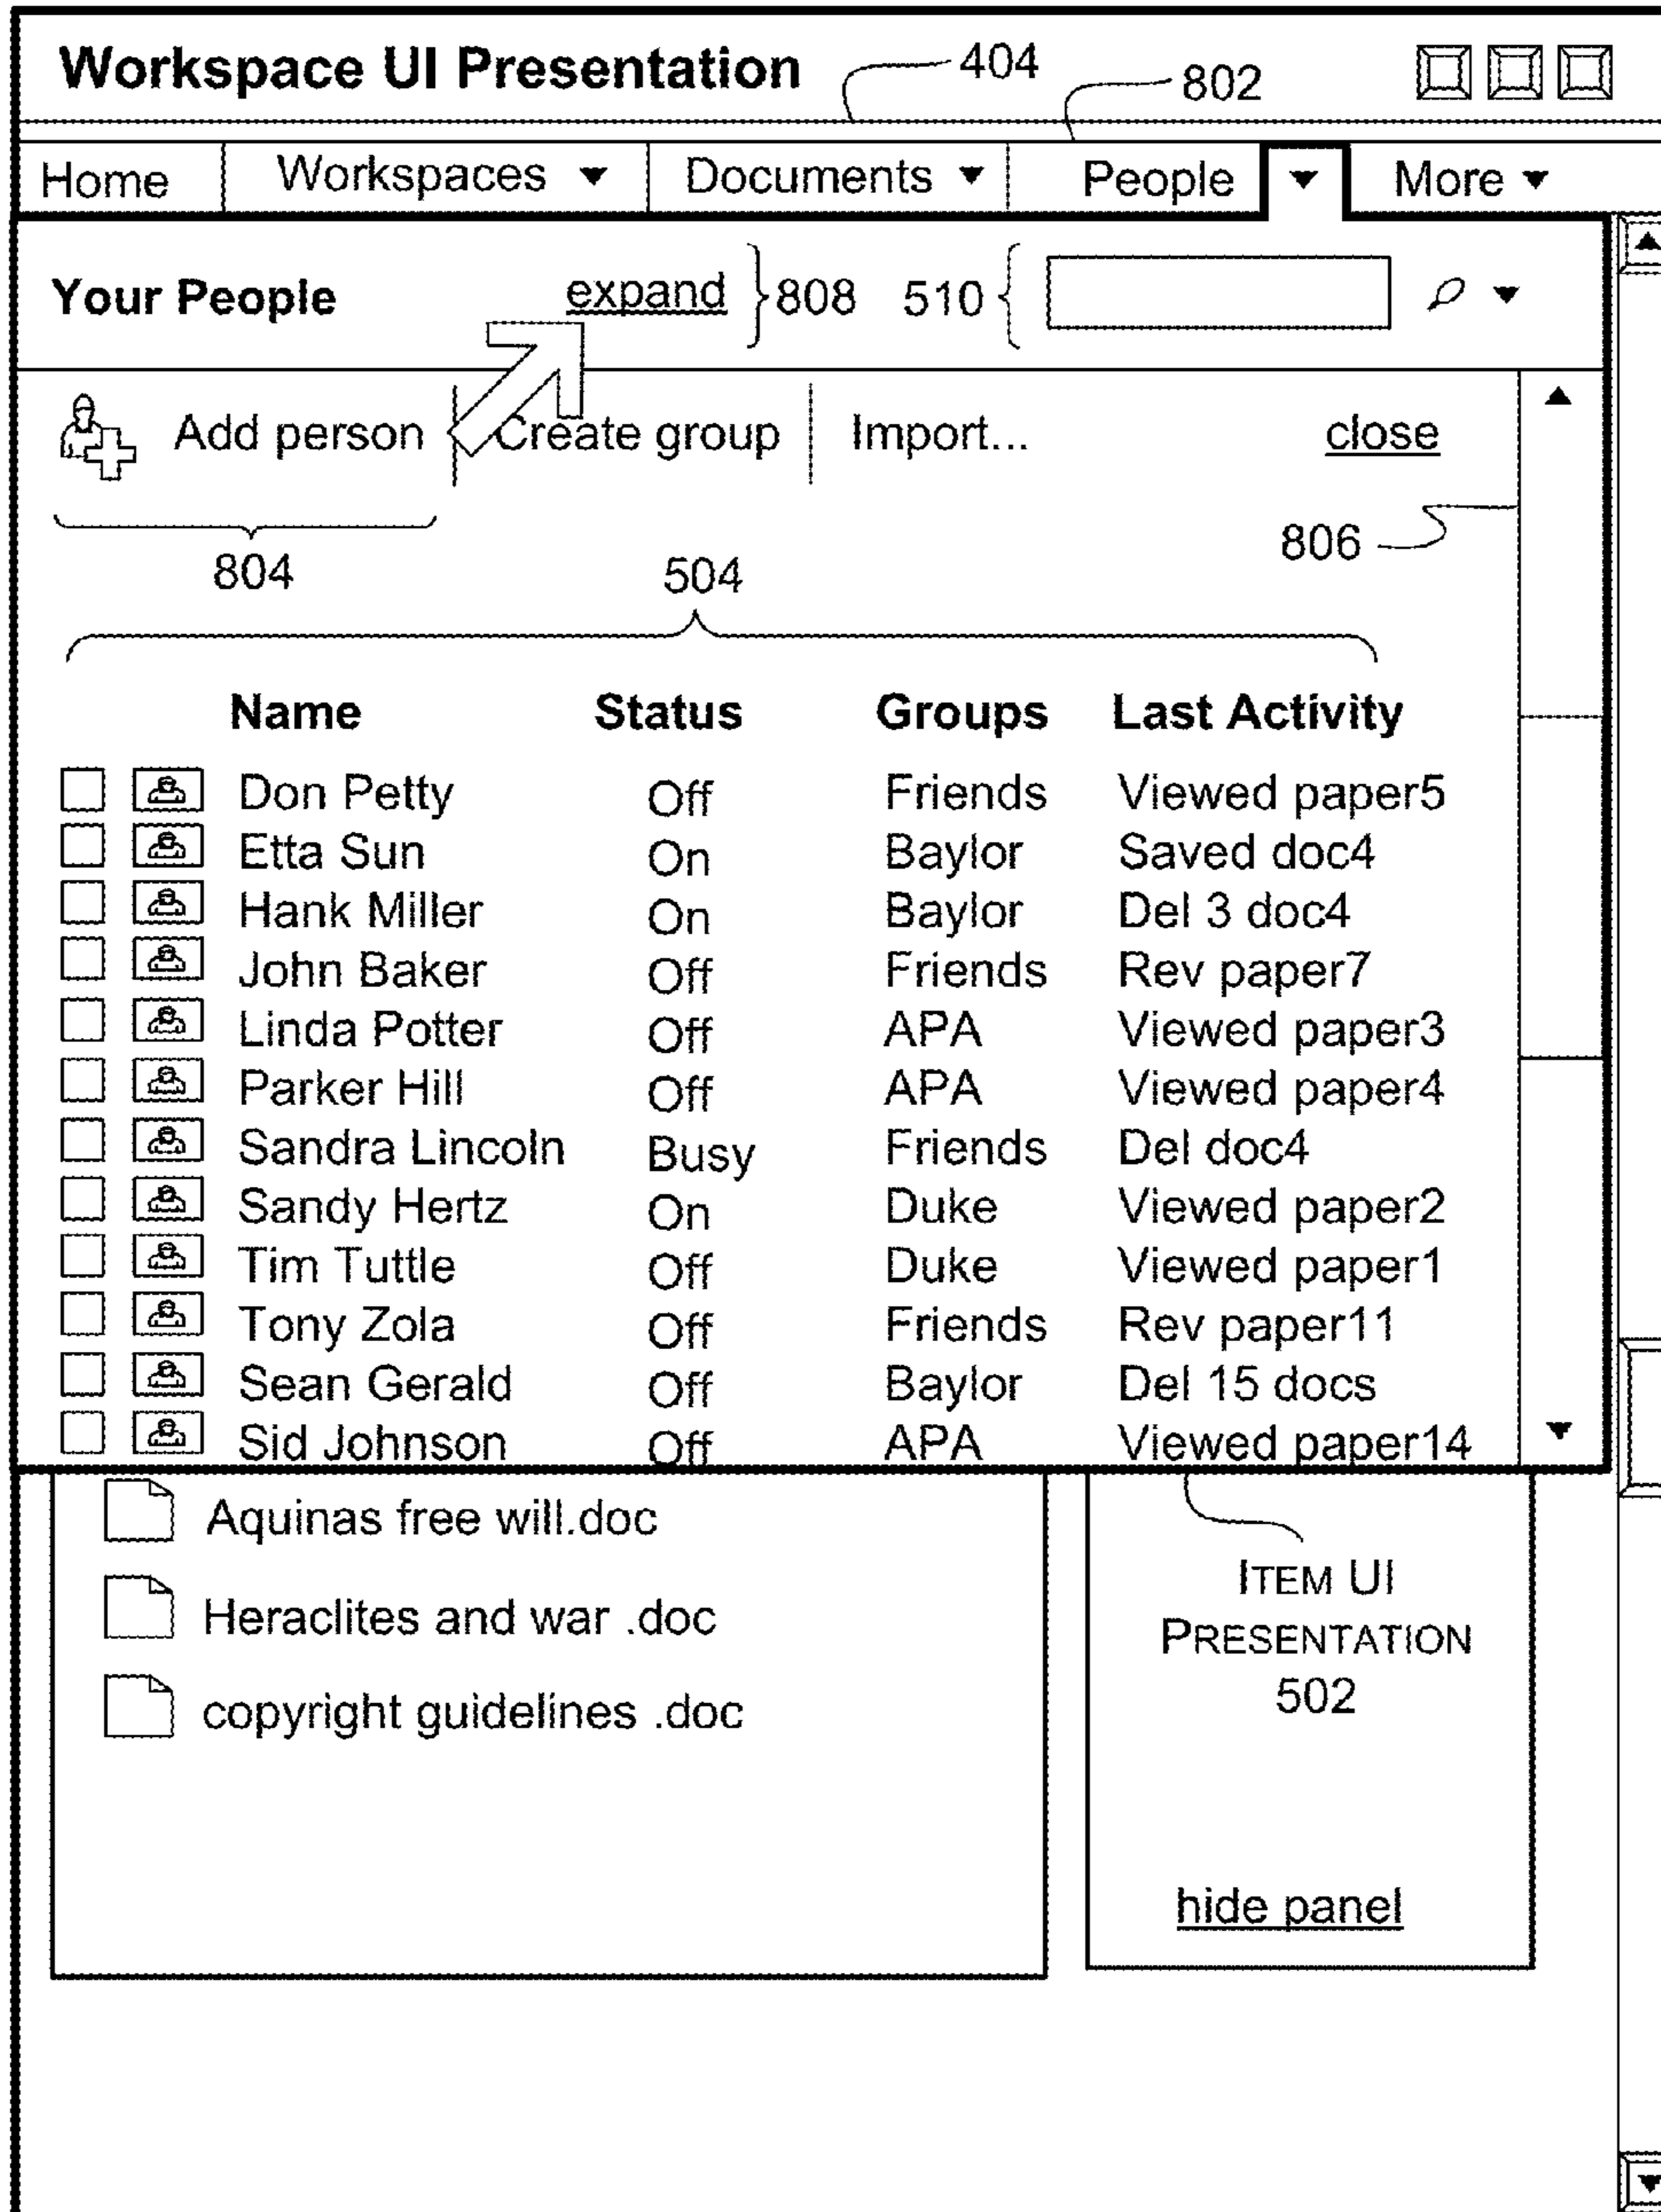 Workspace UI Presentation 404 802
Home Workspaces Documents People More
Your People expand 808 510
Add person Create group Import... close
804 504 806
Name Status Groups Last Activity
Don Petty Off Friends Viewed paper5
Etta Sun On Baylor Saved doc4
Hank Miller On Baylor Del 3 doc4
John Baker Off Friends Rev paper7
Linda Potter Off APA Viewed paper3
Parker Hill Off APA Viewed paper4
Sandra Lincoln Busy Friends Del doc4
Sandy Hertz On Duke Viewed paper2
Tim Tuttle Off Duke Viewed paper1
Tony Zola Off Friends Rev paper11
Sean Gerald Off Baylor Del 15 docs
Sid Johnson Off APA Viewed paper14
Aquinas free will.doc
Heraclites and war .doc
copyright guidelines .doc
ITEM UI
PRESENTATION
502
hide panel